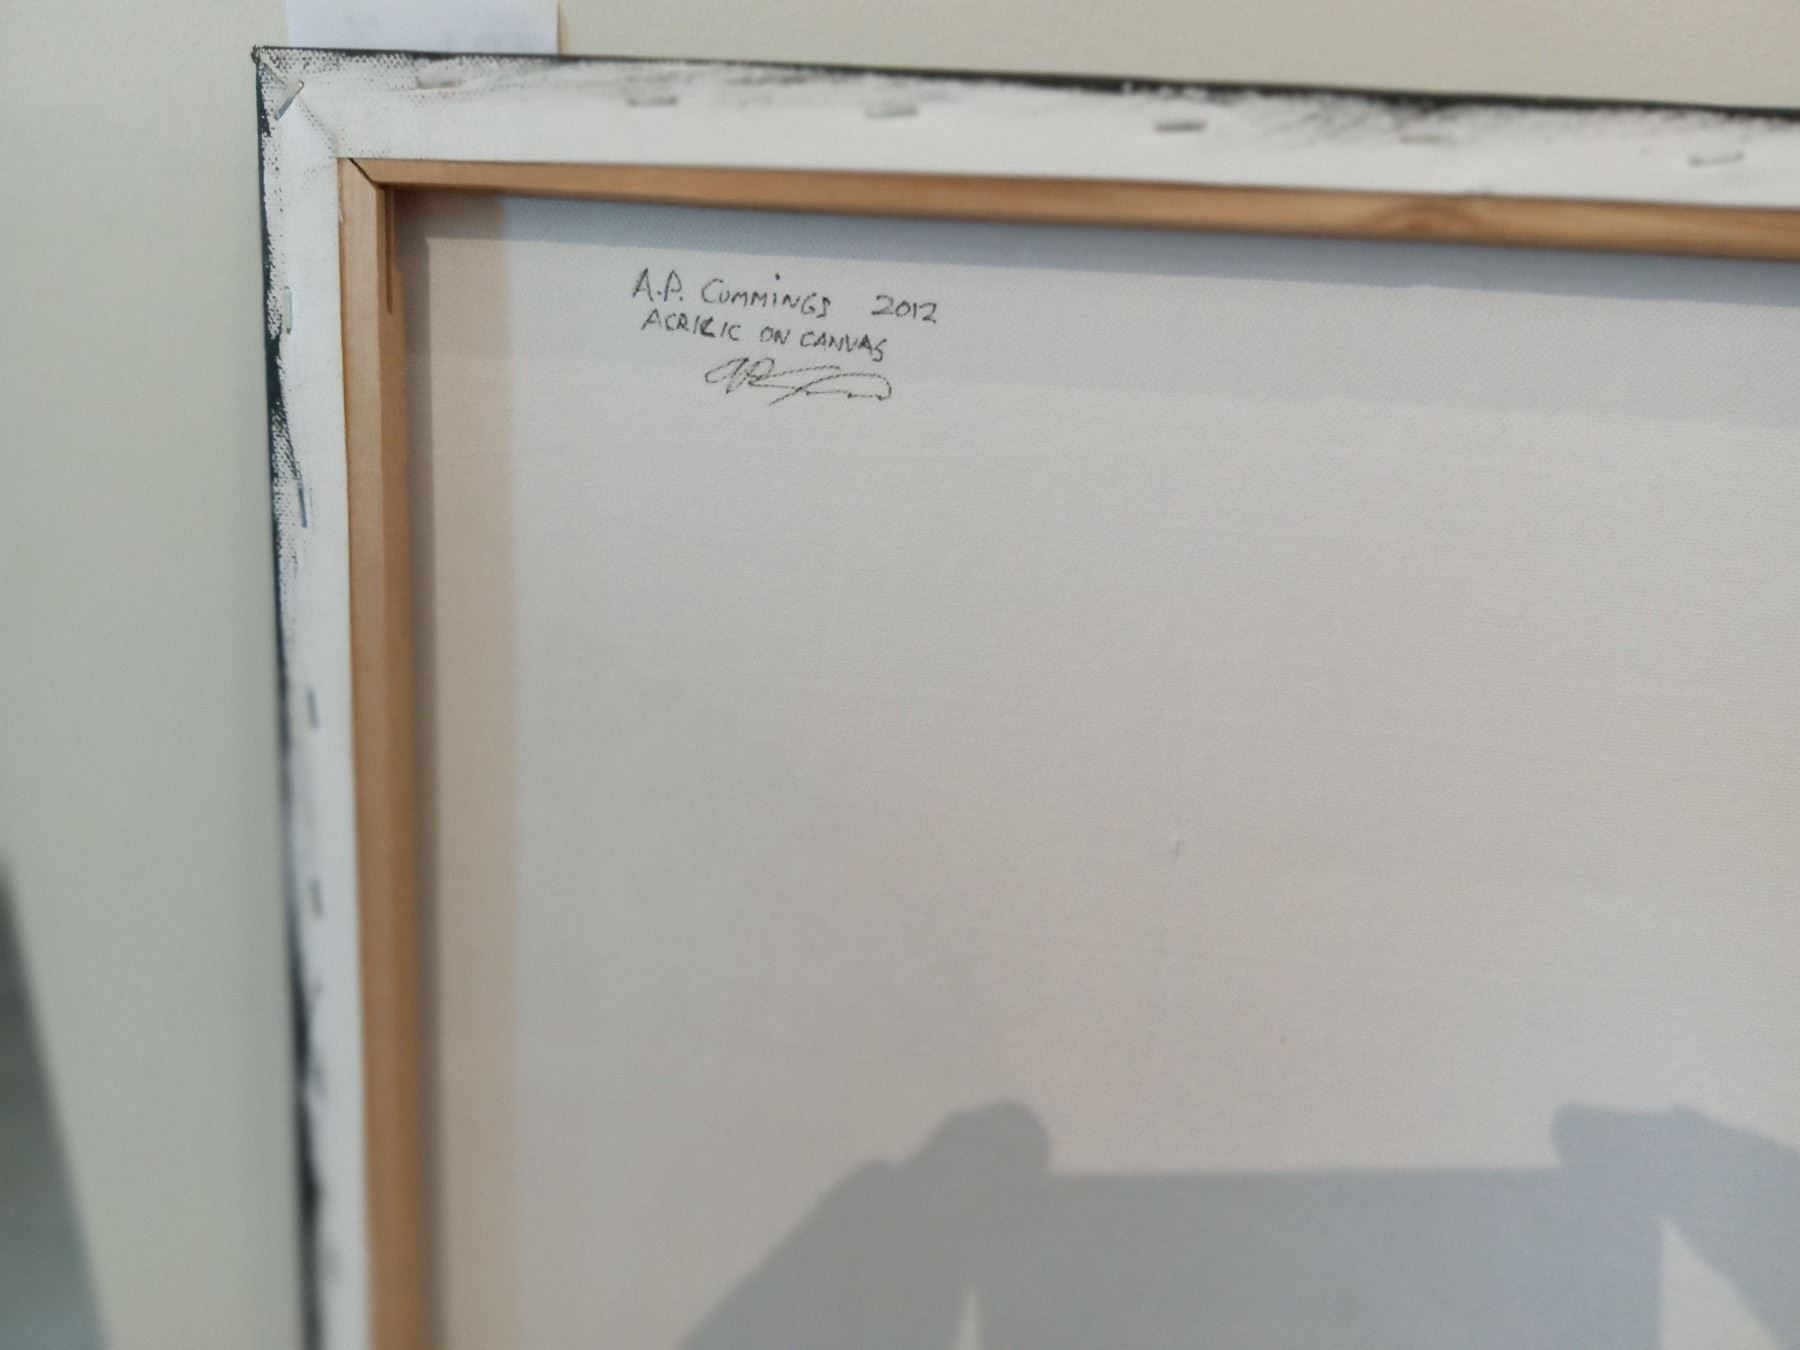 A.P. CUMMINGS 2012
ACRILIC ON CANVAS